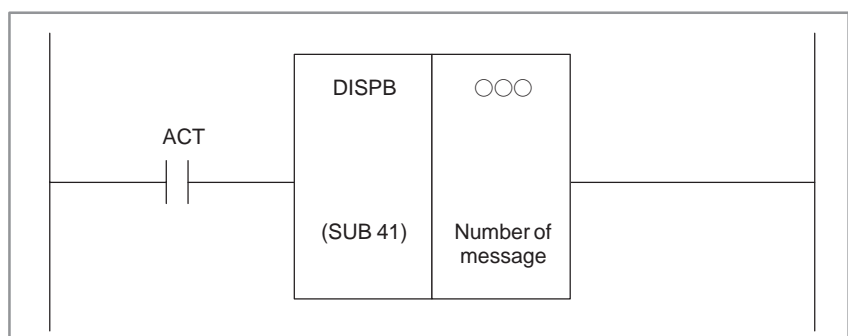 DISPB
○○○
ACT
(SUB 41)
Number of
message